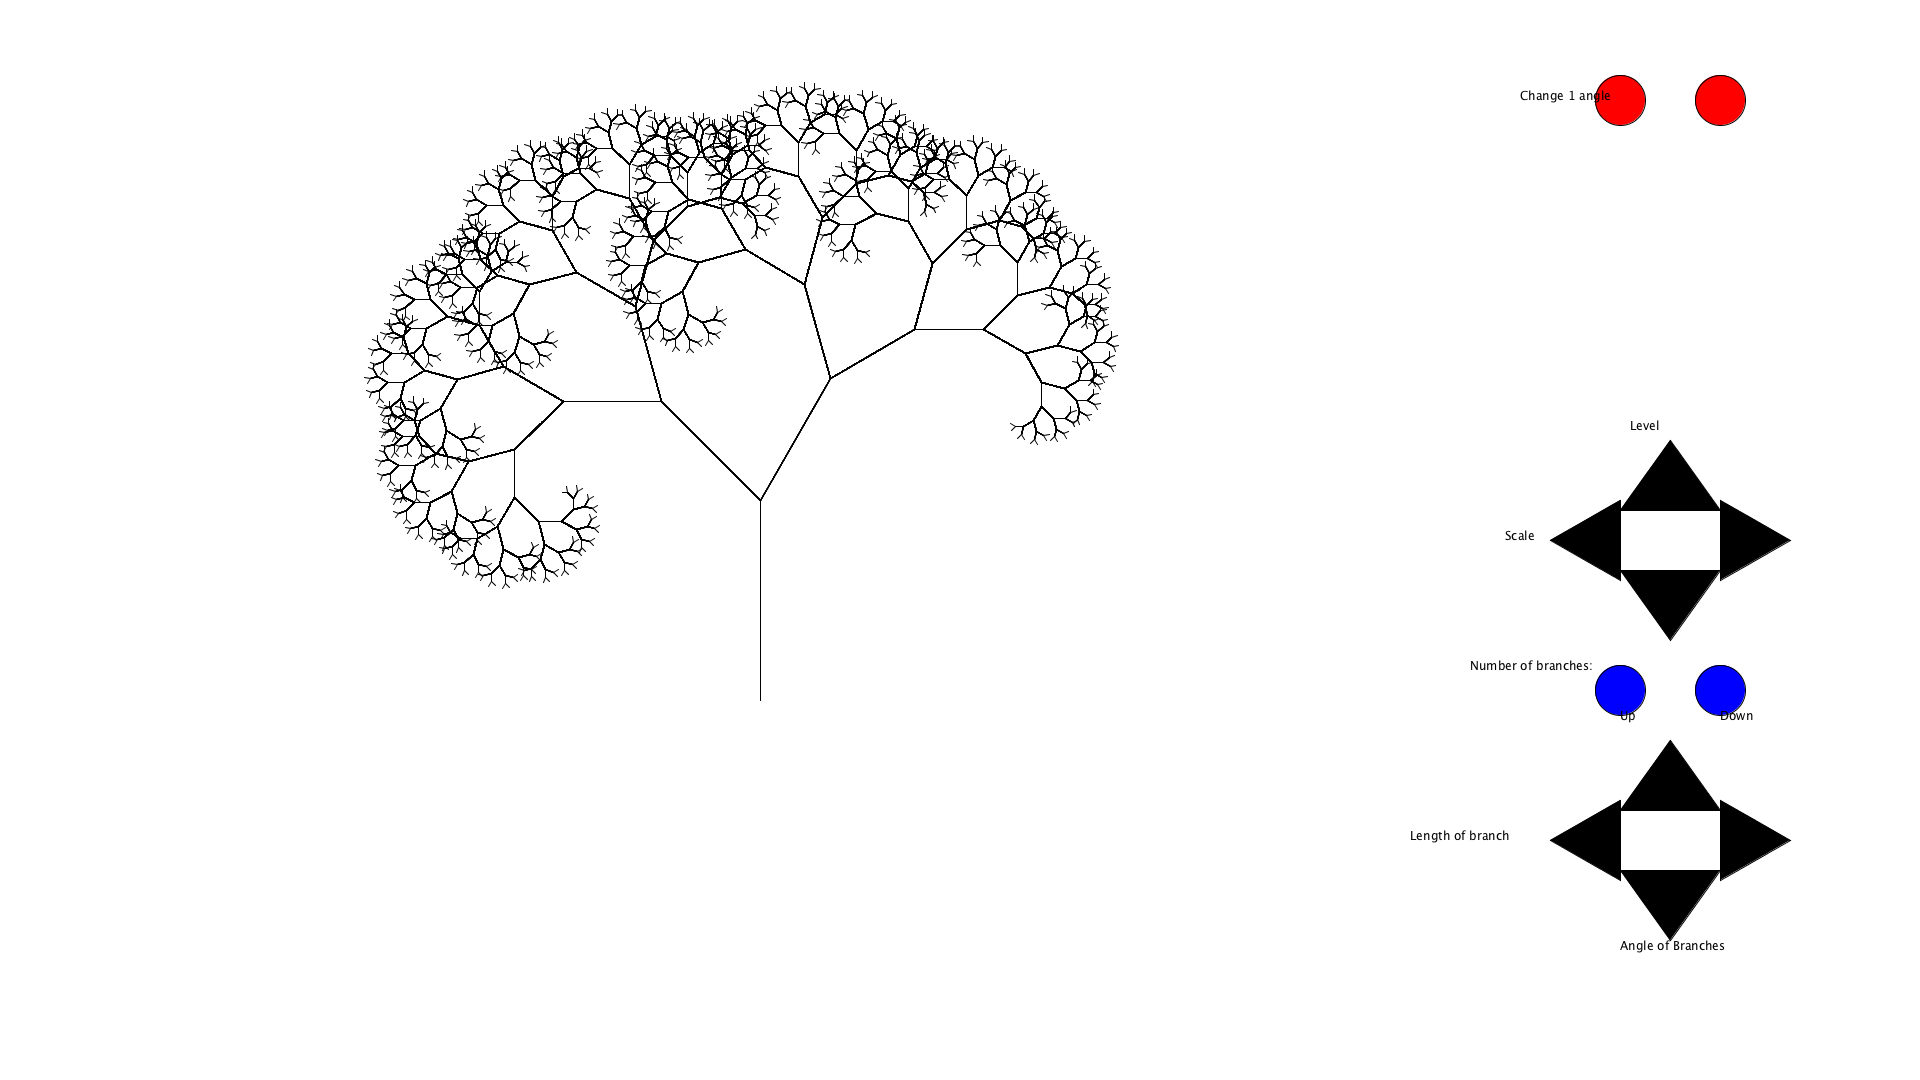 Change 1 angle
Level
Scale
Number of branches:
Up
Down
Length of branch
Angle of Branches